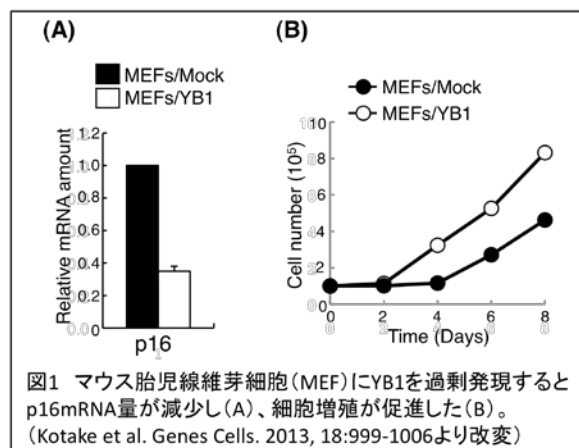 (A)
MEFs/Mock
MEFs/YB1
Relative mRNA amount
1.2
1.0
0.8
0.6
0.4
0.2
0.0
p16
(B)
MEFs/Mock
MEFs/YB1
Cell number (10⁵)
10
8
6
4
2
0
0 2 4 6 8
Time (Days)
図1 マウス胎児線維芽細胞(MEF)にYB1を過剰発現すると
p16mRNA量が減少し(A)、細胞増殖が促進した(B)。
(Kotake et al. Genes Cells. 2013, 18:999-1006より改変)